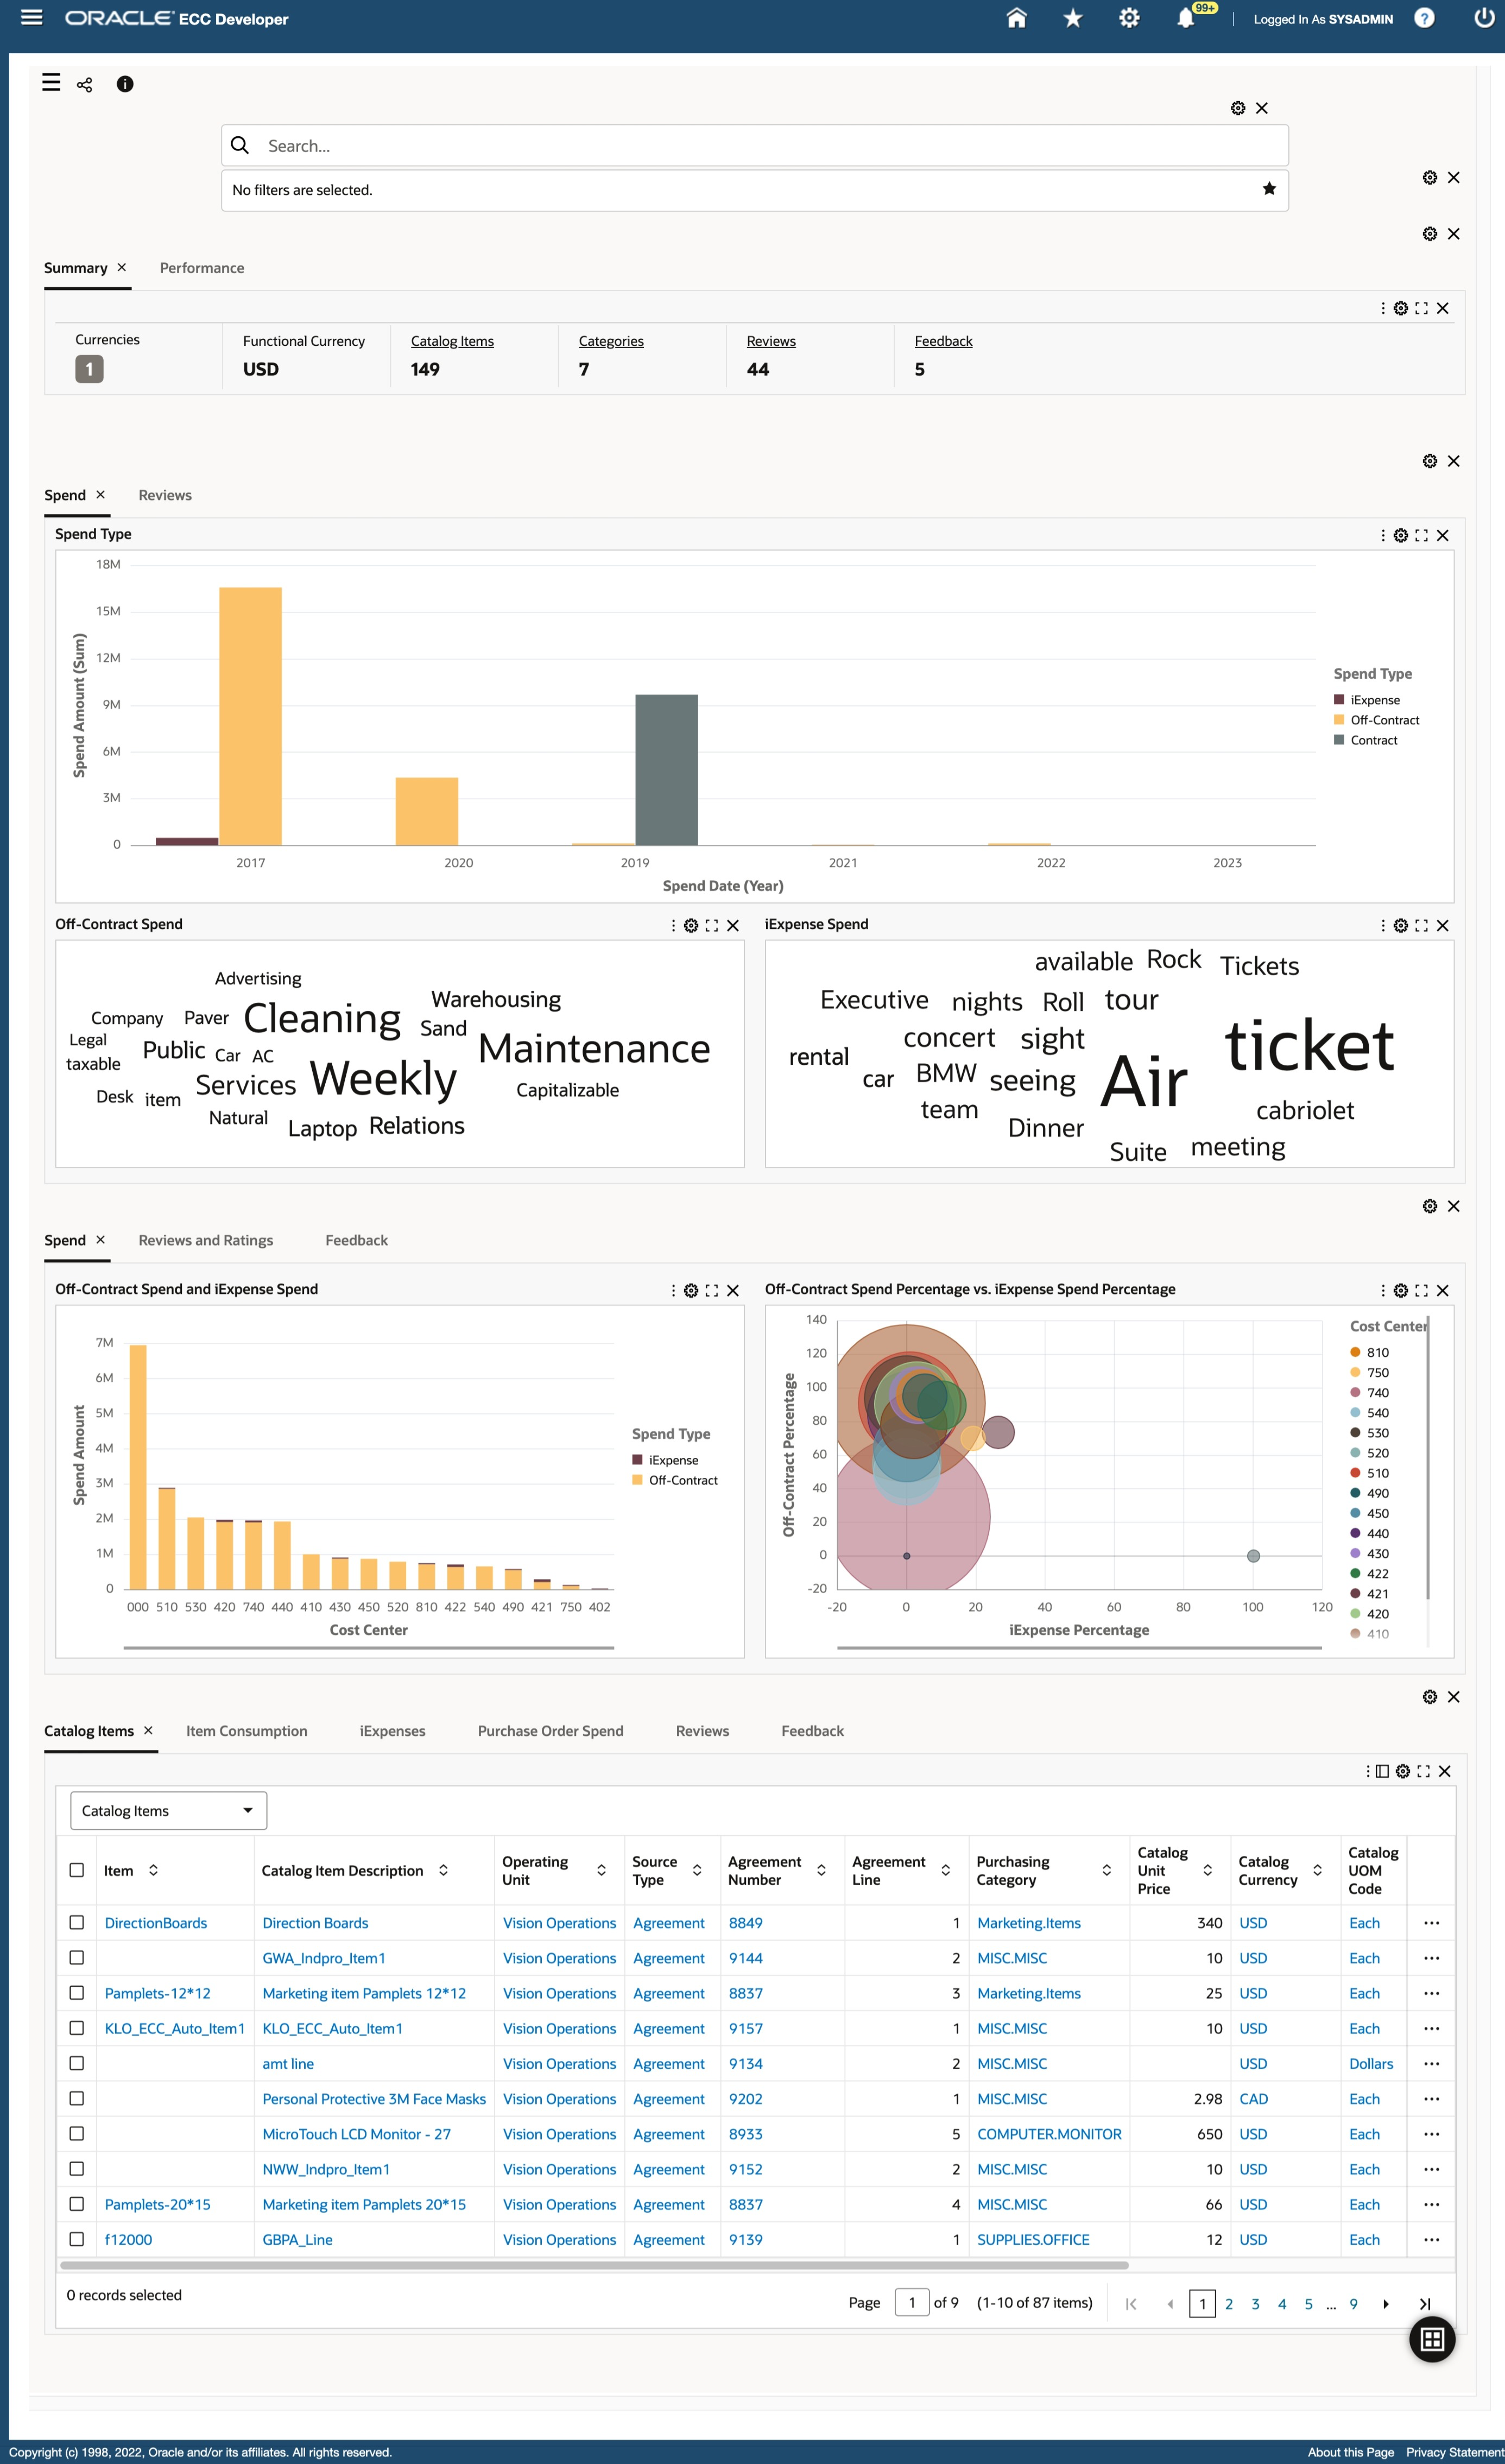 ORACLE ECC Developer
99+
Logged In As SYSADMIN
Search...
No filters are selected.
Summary Performance
Currencies Functional Currency Catalog Items Categories Reviews Feedback
1 USD 149 7 44 5
Spend Reviews
Spend Type
18M
15M
12M
9M
6M
3M
0
Spend Amount (Sum)
2017 2020 2019 2021 2022 2023
Spend Date (Year)
Spend Type
iExpense
Off-Contract
Contract
Off-Contract Spend
Advertising
Warehousing
Company Paver Cleaning Sand
Legal
taxable
Public Car AC Maintenance
Services Weekly Capitalizable
Desk item
Natural
Laptop Relations
iExpense Spend
available Rock Tickets
Executive nights Roll tour
concert sight ticket
rental
car BMW seeing Air
team cabriolet
Dinner
Suite meeting
Spend Reviews and Ratings Feedback
Off-Contract Spend and iExpense Spend
7M
6M
5M
4M
3M
2M
1M
0
Spend Amount
000 510 530 420 740 440 410 430 450 520 810 422 540 490 421 750 402
Cost Center
Spend Type
iExpense
Off-Contract
Off-Contract Spend Percentage vs. iExpense Spend Percentage
140
120
100
80
60
40
20
0
-20
Off-Contract Percentage
-20 0 20 40 60 80 100 120
iExpense Percentage
Cost Center
810
750
740
540
530
520
510
490
450
440
430
422
421
420
410
Catalog Items Item Consumption iExpenses Purchase Order Spend Reviews Feedback
Catalog Items
Item Catalog Item Description Operating Unit Source Type Agreement Number Agreement Line Purchasing Category Catalog Unit Price Catalog Currency Catalog UOM Code
DirectionBoards Direction Boards Vision Operations Agreement 8849 1 Marketing.Items 340 USD Each ...
GWA_Indpro_Item1 Vision Operations Agreement 9144 2 MISC.MISC 10 USD Each ...
Pamplets-12*12 Marketing item Pamplets 12*12 Vision Operations Agreement 8837 3 Marketing.Items 25 USD Each ...
KLO_ECC_Auto_Item1 KLO_ECC_Auto_Item1 Vision Operations Agreement 9157 1 MISC.MISC 10 USD Each ...
amt line Vision Operations Agreement 9134 2 MISC.MISC USD Dollars ...
Personal Protective 3M Face Masks Vision Operations Agreement 9202 1 MISC.MISC 2.98 CAD Each ...
MicroTouch LCD Monitor - 27 Vision Operations Agreement 8933 5 COMPUTER.MONITOR 650 USD Each ...
NWW_Indpro_Item1 Vision Operations Agreement 9152 2 MISC.MISC 10 USD Each ...
Pamplets-20*15 Marketing item Pamplets 20*15 Vision Operations Agreement 8837 4 MISC.MISC 66 USD Each ...
f12000 GBPA_Line Vision Operations Agreement 9139 1 SUPPLIES.OFFICE 12 USD Each ...
0 records selected
Page 1 of 9 (1-10 of 87 items) 1 2 3 4 5 ... 9
Copyright (c) 1998, 2022, Oracle and/or its affiliates. All rights reserved.
About this Page Privacy Statement